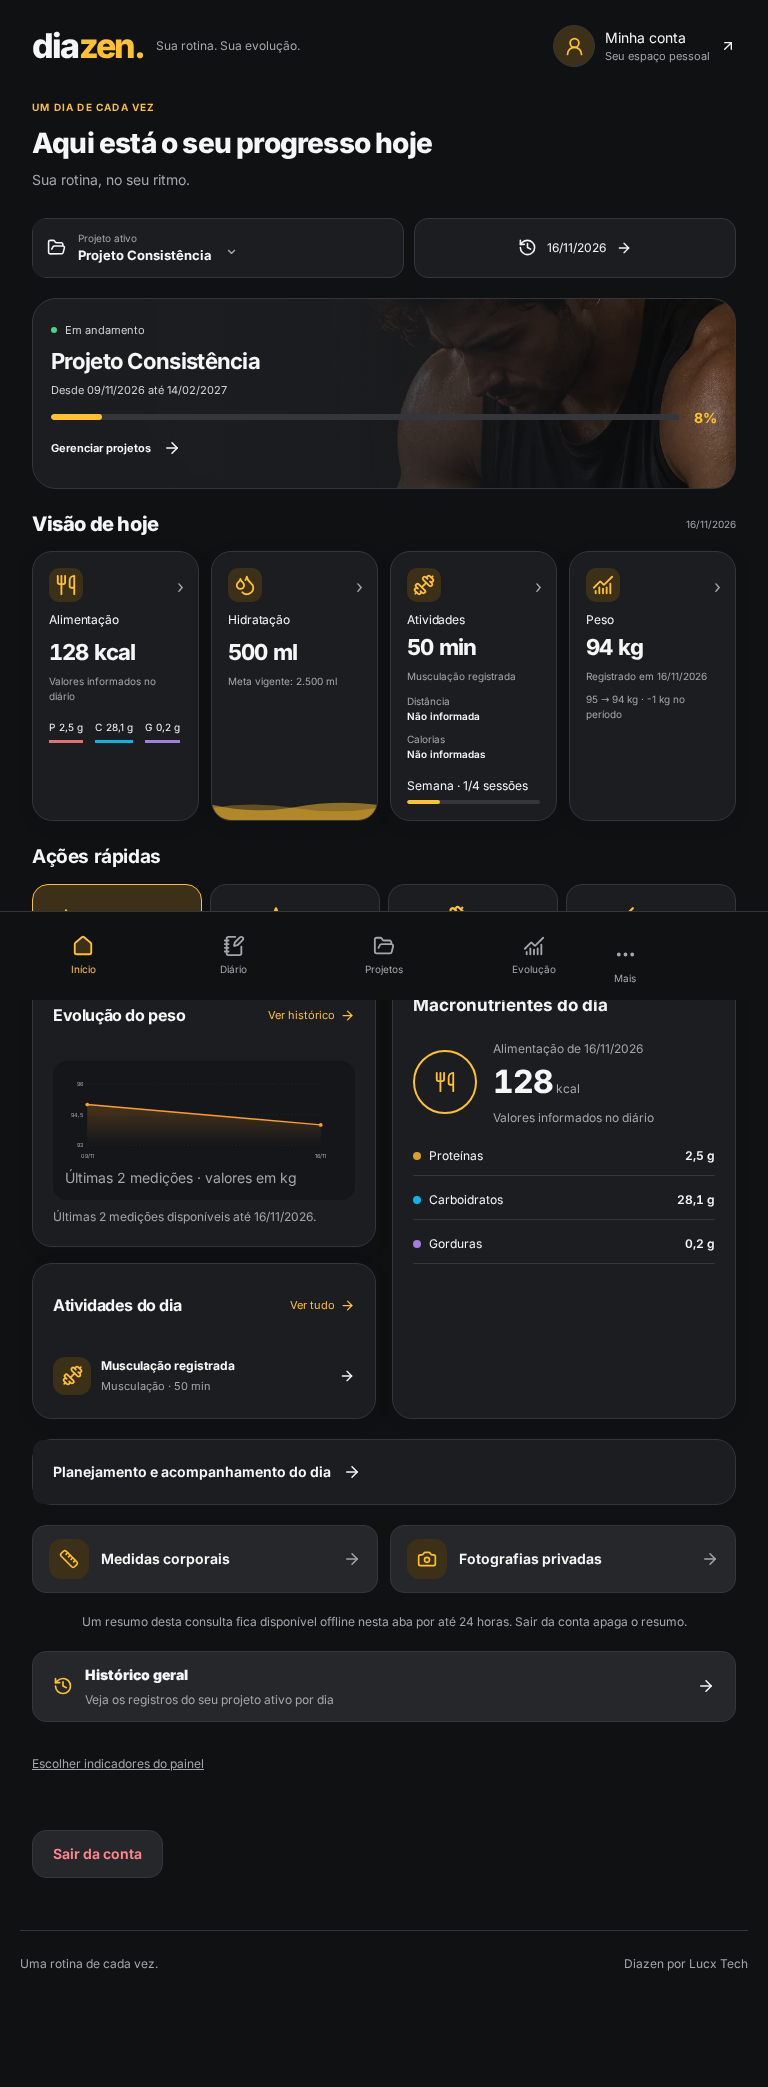 diazen.
Sua rotina. Sua evolução.
Minha conta
Seu espaço pessoal
UM DIA DE CADA VEZ
Aqui está o seu progresso hoje
Sua rotina, no seu ritmo.
Projeto ativo
Projeto Consistência
16/11/2026
Em andamento
Projeto Consistência
Desde 09/11/2026 até 14/02/2027
8%
Gerenciar projetos
Visão de hoje
16/11/2026
Alimentação
128 kcal
Valores informados no
diário
P 2,5 g
C 28,1 g
G 0,2 g
Hidratação
500 ml
Meta vigente: 2.500 ml
Atividades
50 min
Musculação registrada
Distância
Não informada
Calorias
Não informadas
Semana · 1/4 sessões
Peso
94 kg
Registrado em 16/11/2026
95 → 94 kg · -1 kg no
período
Ações rápidas
Início
Diário
Projetos
Evolução
Mais
Evolução do peso
Ver histórico
96
94,5
93
09/11
16/11
Últimas 2 medições · valores em kg
Últimas 2 medições disponíveis até 16/11/2026.
Macronutrientes do dia
Alimentação de 16/11/2026
128 kcal
Valores informados no diário
Proteínas
2,5 g
Carboidratos
28,1 g
Gorduras
0,2 g
Atividades do dia
Ver tudo
Musculação registrada
Musculação · 50 min
Planejamento e acompanhamento do dia
Medidas corporais
Fotografias privadas
Um resumo desta consulta fica disponível offline nesta aba por até 24 horas. Sair da conta apaga o resumo.
Histórico geral
Veja os registros do seu projeto ativo por dia
Escolher indicadores do painel
Sair da conta
Uma rotina de cada vez.
Diazen por Lucx Tech